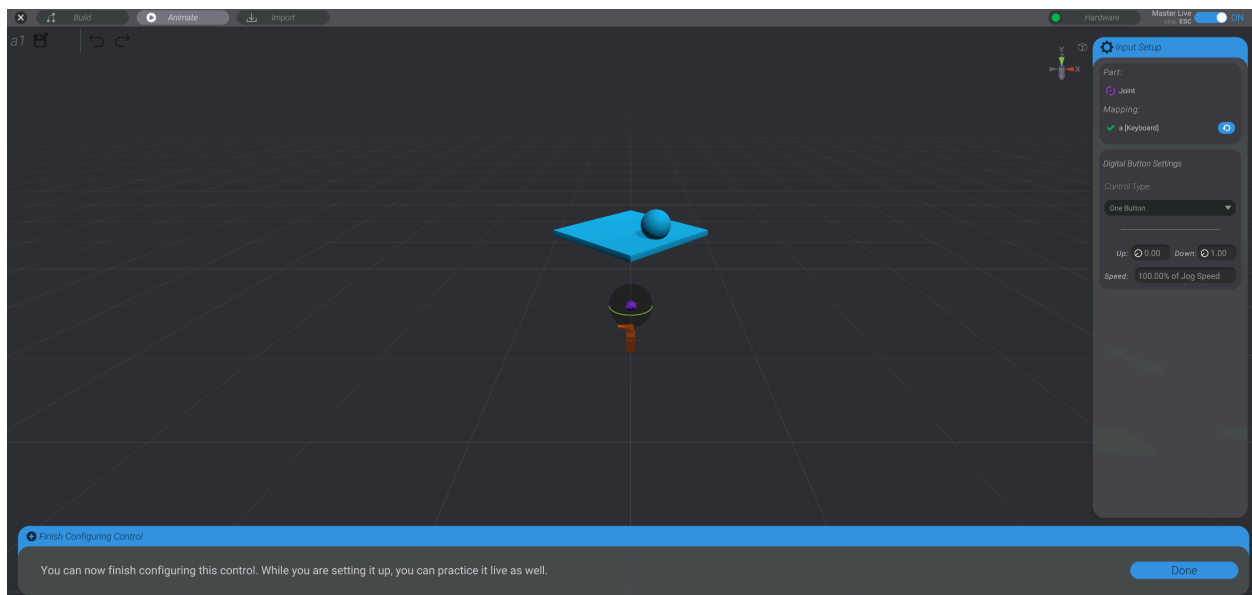 Build
Animate
Import
Hardware
Master Live
stop: ESC
ON
a1
Y
X
Input Setup
Part:
Joint
Mapping:
a [Keyboard]
Digital Button Settings
Control Type:
One Button
Up: 0.00 Down: 1.00
Speed: 100.00% of Jog Speed
Finish Configuring Control
You can now finish configuring this control. While you are setting it up, you can practice it live as well.
Done